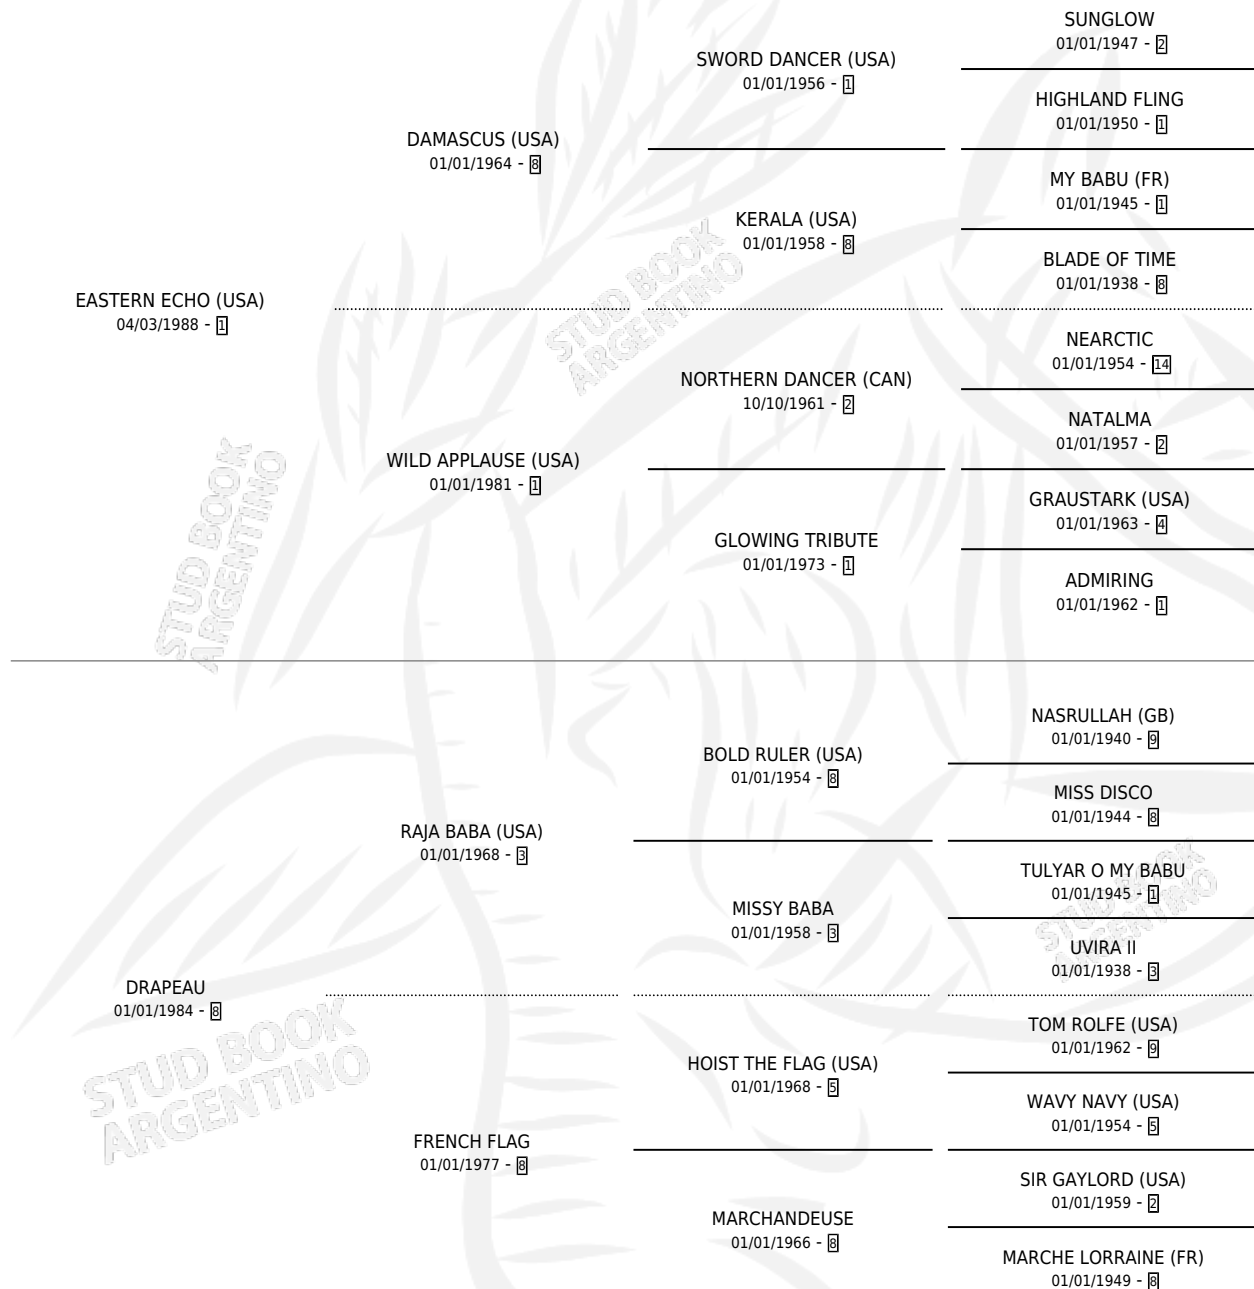 SUNGLOW
01/01/1947 - 2
SWORD DANCER (USA)
01/01/1956 - 1
HIGHLAND FLING
01/01/1950 - 1
DAMASCUS (USA)
01/01/1964 - 8
MY BABU (FR)
01/01/1945 - 1
KERALA (USA)
01/01/1958 - 8
BLADE OF TIME
01/01/1938 - 8
EASTERN ECHO (USA)
04/03/1988 - 1
STUD BOOK
ARGENTINO
NEARCTIC
01/01/1954 - 14
NORTHERN DANCER (CAN)
10/10/1961 - 2
NATALMA
01/01/1957 - 2
WILD APPLAUSE (USA)
01/01/1981 - 1
GRAUSTARK (USA)
01/01/1963 - 4
GLOWING TRIBUTE
01/01/1973 - 1
ADMIRING
01/01/1962 - 1
STUD BOOK
ARGENTINO
NASRULLAH (GB)
01/01/1940 - 9
BOLD RULER (USA)
01/01/1954 - 8
MISS DISCO
01/01/1944 - 8
RAJA BABA (USA)
01/01/1968 - 3
TULYAR O MY BABU
01/01/1945 - 1
MISSY BABA
01/01/1958 - 3
UVIRA II
01/01/1938 - 3
STUD BOOK
ARGENTINO
DRAPEAU
01/01/1984 - 8
TOM ROLFE (USA)
01/01/1962 - 9
HOIST THE FLAG (USA)
01/01/1968 - 5
WAVY NAVY (USA)
01/01/1954 - 5
STUD BOOK
ARGENTINO
FRENCH FLAG
01/01/1977 - 8
SIR GAYLORD (USA)
01/01/1959 - 2
MARCHANDEUSE
01/01/1966 - 8
MARCHE LORRAINE (FR)
01/01/1949 - 8